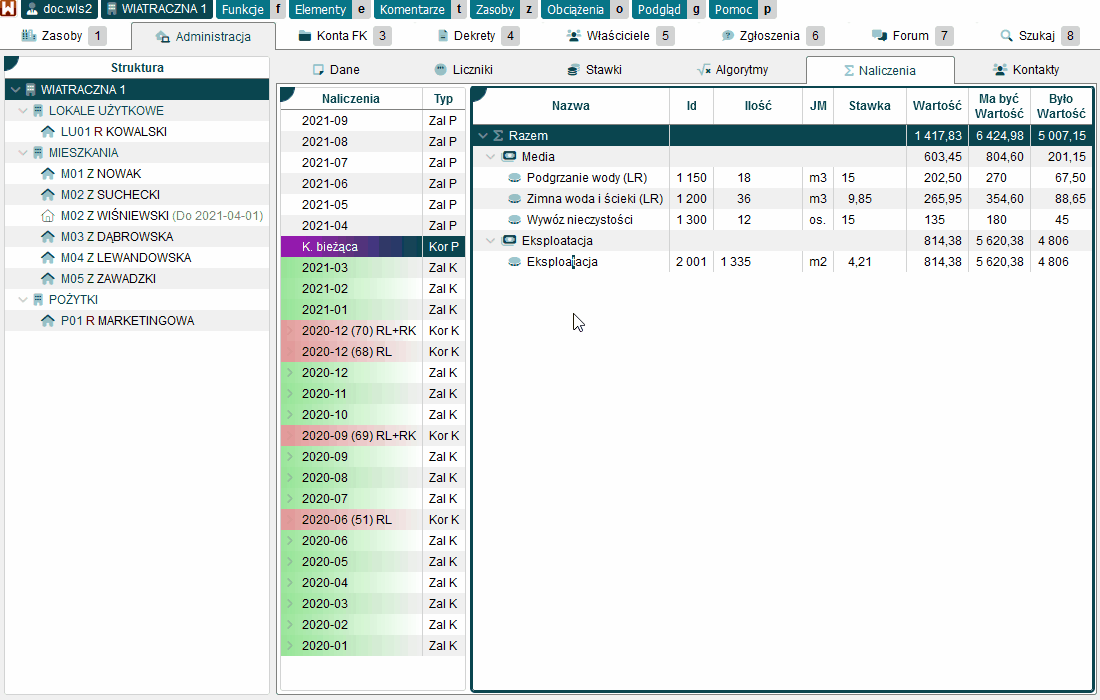 doc.wls2 WIATRACZNA 1 Funkcje f Elementy e Komentarze t Zasoby z Obciążenia o Podgląd g Pomoc p
Zasoby 1 Administracja Konta FK 3 Dekrety 4 Właściciele 5 Zgłoszenia 6 Forum 7 Szukaj 8
Struktura
WIATRACZNA 1
LOKALE UŻYTKOWE
LU01 R KOWALSKI
MIESZKANIA
M01 Z NOWAK
M02 Z SUCHECKI
M02 Z WIŚNIEWSKI (Do 2021-04-01)
M03 Z DĄBROWSKA
M04 Z LEWANDOWSKA
M05 Z ZAWADZKI
POŻYTKI
P01 R MARKETINGOWA
Dane Liczniki Stawki Algorytmy Σ Naliczenia Kontakty
Naliczenia Typ
2021-09 Zal P
2021-08 Zal P
2021-07 Zal P
2021-06 Zal P
2021-05 Zal P
2021-04 Zal P
K. bieżąca Kor P
2021-03 Zal K
2021-02 Zal K
2021-01 Zal K
2020-12 (70) RL+RK Kor K
2020-12 (68) RL Kor K
2020-12 Zal K
2020-11 Zal K
2020-10 Zal K
2020-09 (69) RL+RK Kor K
2020-09 Zal K
2020-08 Zal K
2020-07 Zal K
2020-06 (51) RL Kor K
2020-06 Zal K
2020-05 Zal K
2020-04 Zal K
2020-03 Zal K
2020-02 Zal K
2020-01 Zal K
Nazwa Id Ilość JM Stawka Wartość Ma być Wartość Było Wartość
Σ Razem 1 417,83 6 424,98 5 007,15
Media 603,45 804,60 201,15
Podgrzanie wody (LR) 1 150 18 m3 15 202,50 270 67,50
Zimna woda i ścieki (LR) 1 200 36 m3 9,85 265,95 354,60 88,65
Wywóz nieczystości 1 300 12 os. 15 135 180 45
Eksploatacja 814,38 5 620,38 4 806
Eksploatacja 2 001 1 335 m2 4,21 814,38 5 620,38 4 806